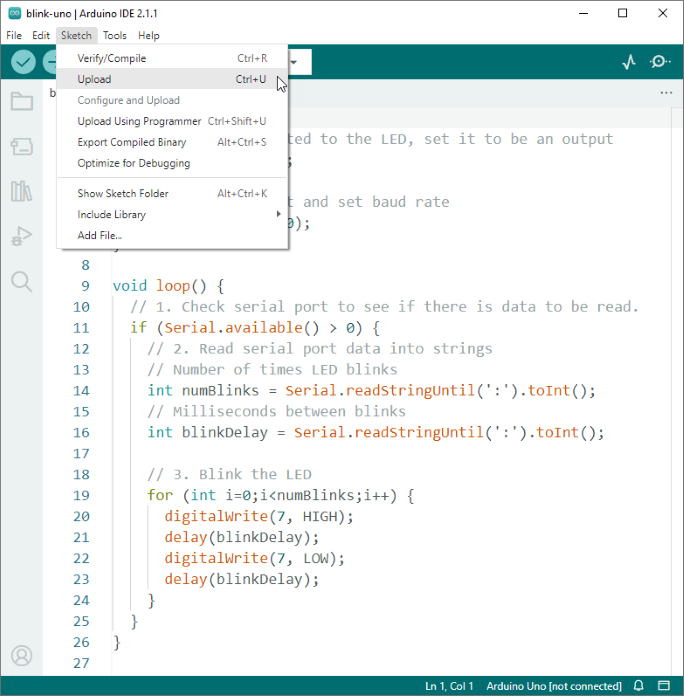 blink-uno | Arduino IDE 2.1.1
File Edit Sketch Tools Help
Verify/Compile Ctrl+R
Upload Ctrl+U
Configure and Upload
Upload Using Programmer Ctrl+Shift+U
Export Compiled Binary Alt+Ctrl+S
Optimize for Debugging
Show Sketch Folder Alt+Ctrl+K
Include Library
Add File...
b
...
ted to the LED, set it to be an output
;
t and set baud rate
0);
}
8
9 void loop() {
10 // 1. Check serial port to see if there is data to be read.
11 if (Serial.available() > 0) {
12 // 2. Read serial port data into strings
13 // Number of times LED blinks
14 int numBlinks = Serial.readStringUntil(':').toInt();
15 // Milliseconds between blinks
16 int blinkDelay = Serial.readStringUntil(':').toInt();
17
18 // 3. Blink the LED
19 for (int i=0;i<numBlinks;i++) {
20 digitalWrite(7, HIGH);
21 delay(blinkDelay);
22 digitalWrite(7, LOW);
23 delay(blinkDelay);
24 }
25 }
26 }
27
Ln 1, Col 1 Arduino Uno [not connected]